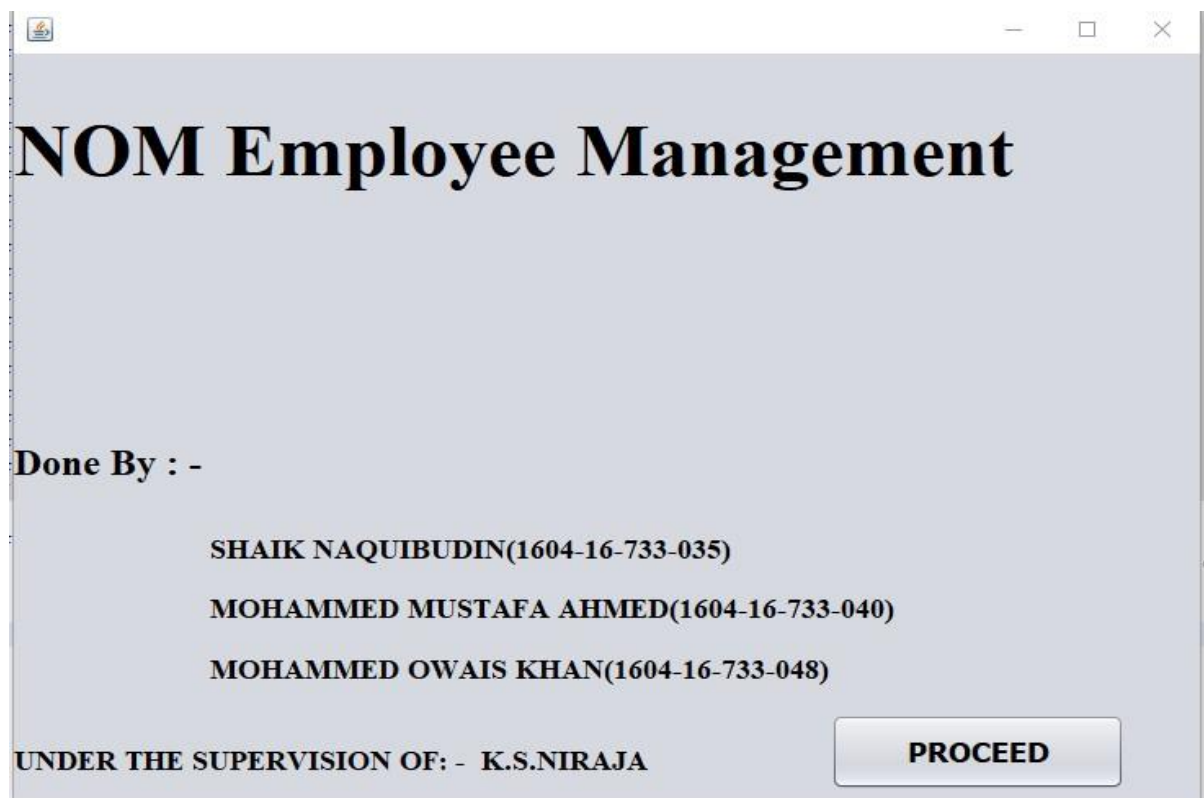 NOM Employee Management
Done By : -
SHAIK NAQUIBUDIN(1604-16-733-035)
MOHAMMED MUSTAFA AHMED(1604-16-733-040)
MOHAMMED OWAIS KHAN(1604-16-733-048)
UNDER THE SUPERVISION OF: - K.S.NIRAJA
PROCEED